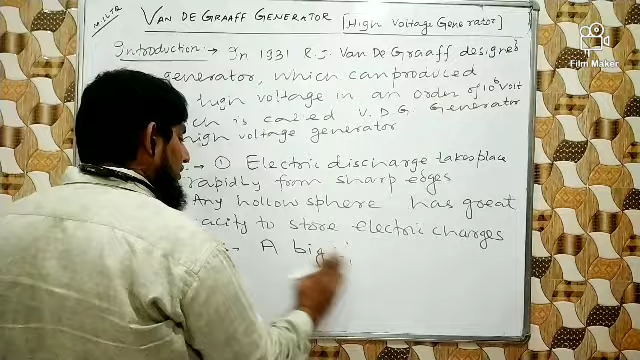 VAN DE GRAAFF GENERATOR [High Voltage Generator]
Introduction:→ In 1931 R.J. VAN DE GRAAFF designed
generator, which can produced
high voltage in an order of 10⁶ Volt
is called V.D.G Generator
high voltage generator
① Electric discharge takes place
rapidly form sharp edges
Any hollow sphere has great
to store electric charges
A big
Film Maker